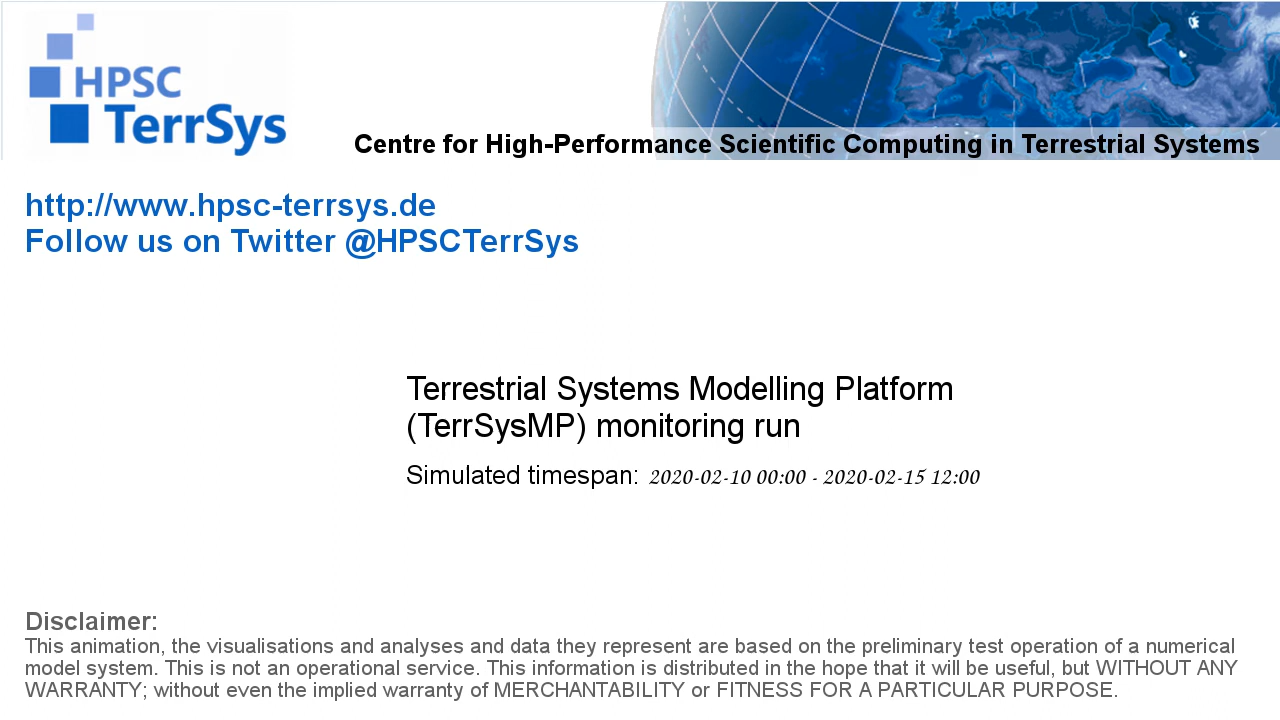 HPSC
TerrSys
Centre for High-Performance Scientific Computing in Terrestrial Systems
http://www.hpsc-terrsys.de
Follow us on Twitter @HPSCTerrSys
Terrestrial Systems Modelling Platform
(TerrSysMP) monitoring run
Simulated timespan: 2020-02-10 00:00 - 2020-02-15 12:00
Disclaimer:
This animation, the visualisations and analyses and data they represent are based on the preliminary test operation of a numerical
model system. This is not an operational service. This information is distributed in the hope that it will be useful, but WITHOUT ANY
WARRANTY; without even the implied warranty of MERCHANTABILITY or FITNESS FOR A PARTICULAR PURPOSE.